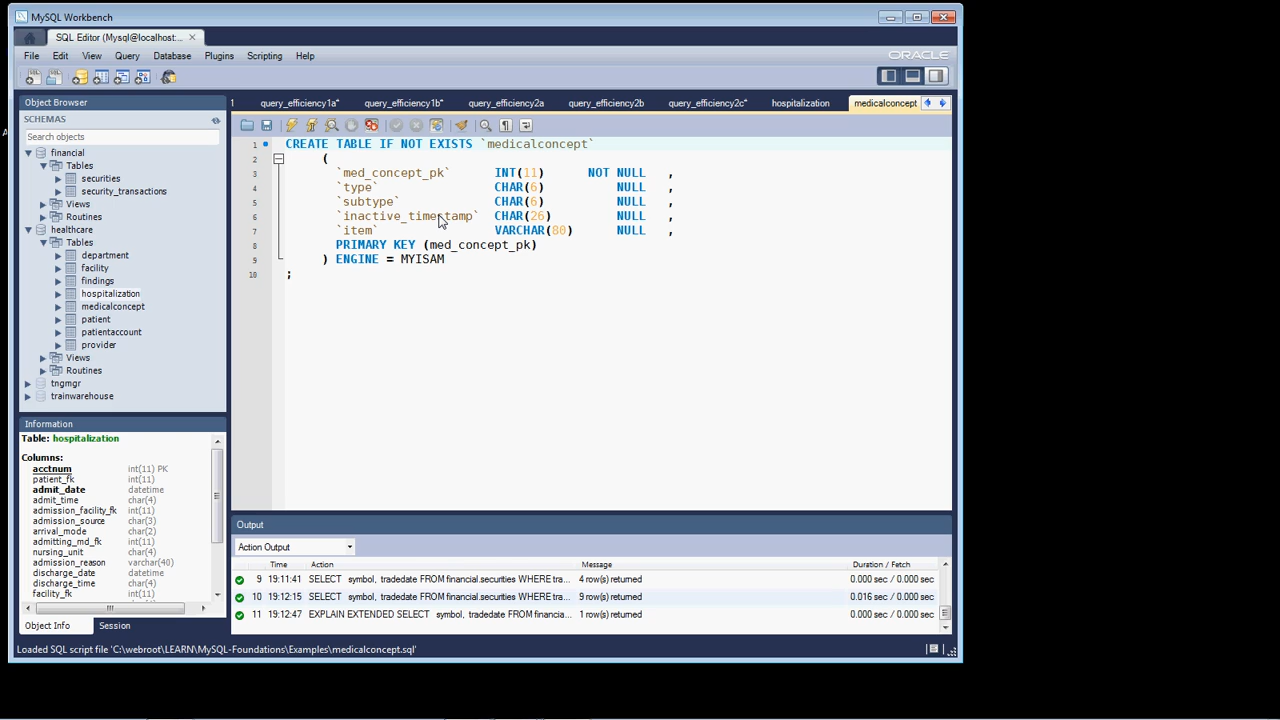 MySQL Workbench
SQL Editor (Mysql@localhost:...
File Edit View Query Database Plugins Scripting Help
ORACLE
Object Browser
SCHEMAS
Search objects
financial
Tables
securities
security_transactions
Views
Routines
healthcare
Tables
department
facility
findings
hospitalization
medicalconcept
patient
patientaccount
provider
Views
Routines
tngmgr
trainwarehouse
Information
Table: hospitalization
Columns:
acctnum int(11) PK
patient_fk int(11)
admit_date datetime
admit_time char(4)
admission_facility_fk int(11)
admission_source char(3)
arrival_mode char(2)
admitting_md_fk int(11)
nursing_unit char(4)
admission_reason varchar(40)
discharge_date datetime
discharge_time char(4)
facility_fk int(11)
Object Info Session
1 query_efficiency1a* query_efficiency1b* query_efficiency2a query_efficiency2b query_efficiency2c* hospitalization medicalconcept
1 CREATE TABLE IF NOT EXISTS `medicalconcept`
2 (
3 `med_concept_pk` INT(11) NOT NULL ,
4 `type` CHAR(6) NULL ,
5 `subtype` CHAR(6) NULL ,
6 `inactive_timestamp` CHAR(26) NULL ,
7 `item` VARCHAR(80) NULL ,
8 PRIMARY KEY (med_concept_pk)
9 ) ENGINE = MYISAM
10 ;
Output
Action Output
Time Action Message Duration / Fetch
9 19:11:41 SELECT symbol, tradedate FROM financial.securities WHERE tra... 4 row(s) returned 0.000 sec / 0.000 sec
10 19:12:15 SELECT symbol, tradedate FROM financial.securities WHERE tra... 9 row(s) returned 0.016 sec / 0.000 sec
11 19:12:47 EXPLAIN EXTENDED SELECT symbol, tradedate FROM financia... 1 row(s) returned 0.000 sec / 0.000 sec
Loaded SQL script file 'C:\webroot\LEARN\MySQL-Foundations\Examples\medicalconcept.sql'